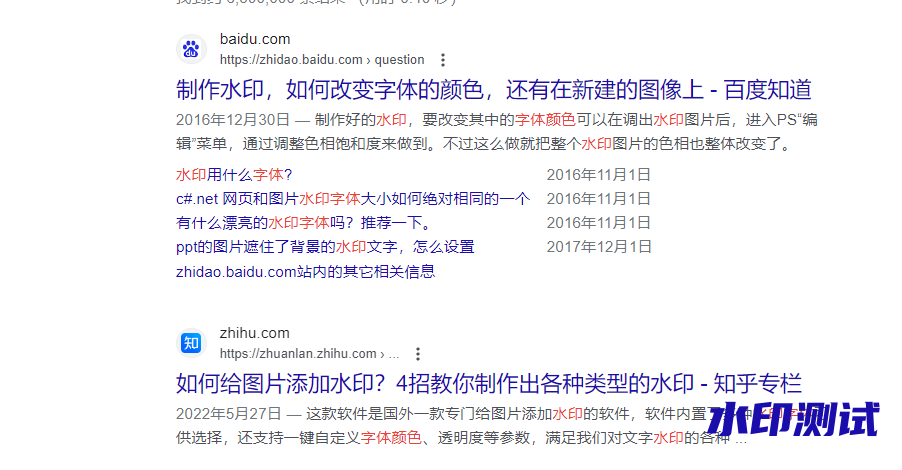 baidu.com
https://zhidao.baidu.com › question
制作水印，如何改变字体的颜色，还有在新建的图像上 - 百度知道
2016年12月30日 — 制作好的水印，要改变其中的字体颜色可以在调出水印图片后，进入PS“编
辑”菜单，通过调整色相饱和度来做到。不过这么做就把整个水印图片的色相也整体改变了。
水印用什么字体? 2016年11月1日
c#.net 网页和图片水印字体大小如何绝对相同的一个 2016年11月1日
有什么漂亮的水印字体吗？推荐一下。 2016年11月1日
ppt的图片遮住了背景的水印文字，怎么设置 2017年12月1日
zhidao.baidu.com站内的其它相关信息
知
zhihu.com
https://zhuanlan.zhihu.com › ...
如何给图片添加水印？4招教你制作出各种类型的水印 - 知乎专栏
2022年5月27日 — 这款软件是国外一款专门给图片添加水印的软件，软件内置了
供选择，还支持一键自定义字体颜色、透明度等参数，满足我们对文字水印的各种 ...
水印测试